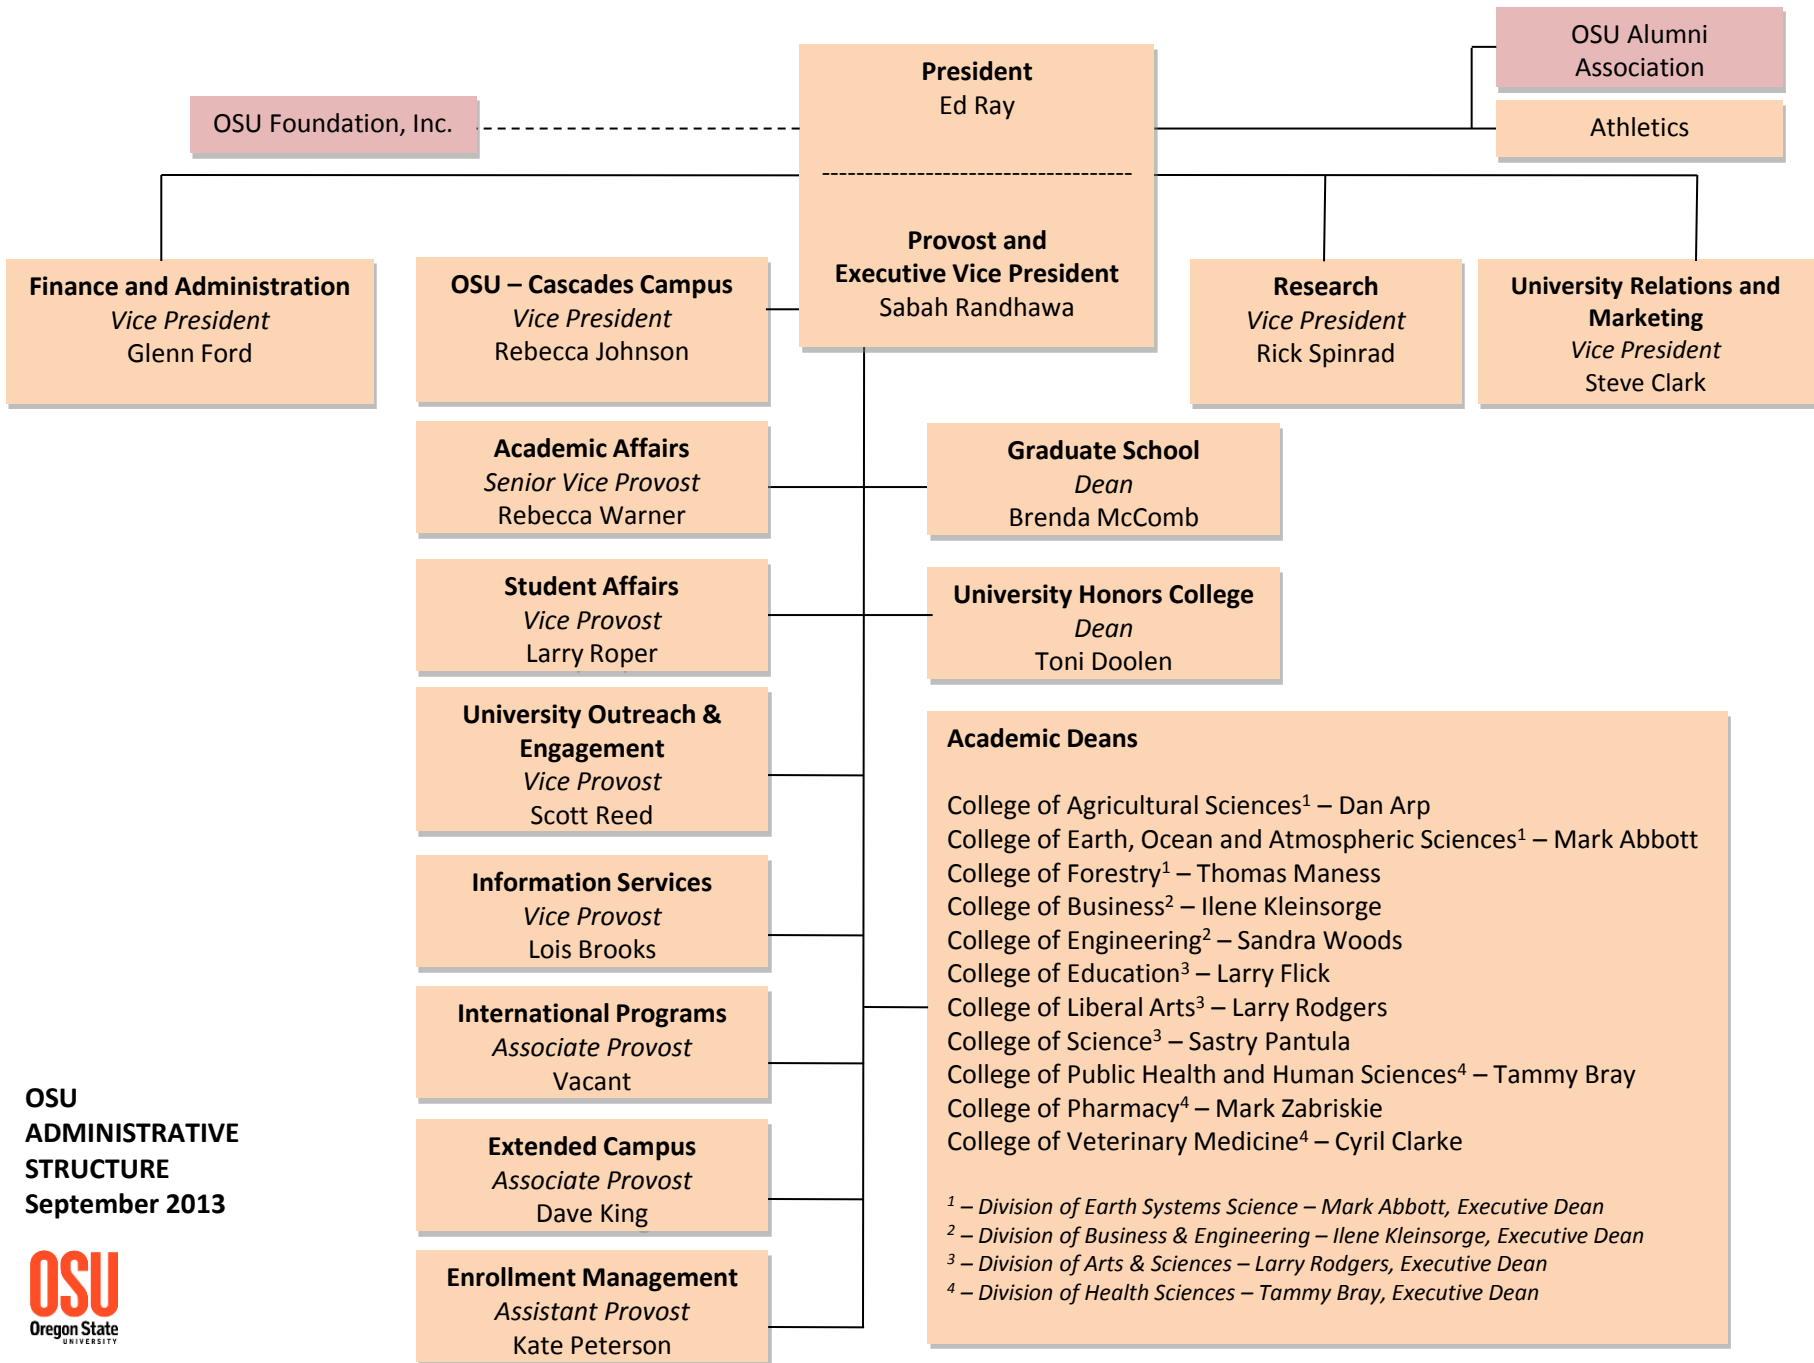 OSU Alumni
Association
President
Ed Ray
OSU Foundation, Inc.
Athletics
----------------------------------
Provost and
Executive Vice President
Sabah Randhawa
Finance and Administration
Vice President
Glenn Ford
OSU – Cascades Campus
Vice President
Rebecca Johnson
Research
Vice President
Rick Spinrad
University Relations and
Marketing
Vice President
Steve Clark
Academic Affairs
Senior Vice Provost
Rebecca Warner
Graduate School
Dean
Brenda McComb
Student Affairs
Vice Provost
Larry Roper
University Honors College
Dean
Toni Doolen
University Outreach &
Engagement
Vice Provost
Scott Reed
Information Services
Vice Provost
Lois Brooks
International Programs
Associate Provost
Vacant
Extended Campus
Associate Provost
Dave King
Enrollment Management
Assistant Provost
Kate Peterson
Academic Deans
College of Agricultural Sciences¹ – Dan Arp
College of Earth, Ocean and Atmospheric Sciences¹ – Mark Abbott
College of Forestry¹ – Thomas Maness
College of Business² – Ilene Kleinsorge
College of Engineering² – Sandra Woods
College of Education³ – Larry Flick
College of Liberal Arts³ – Larry Rodgers
College of Science³ – Sastry Pantula
College of Public Health and Human Sciences⁴ – Tammy Bray
College of Pharmacy⁴ – Mark Zabriskie
College of Veterinary Medicine⁴ – Cyril Clarke
¹ – Division of Earth Systems Science – Mark Abbott, Executive Dean
² – Division of Business & Engineering – Ilene Kleinsorge, Executive Dean
³ – Division of Arts & Sciences – Larry Rodgers, Executive Dean
⁴ – Division of Health Sciences – Tammy Bray, Executive Dean
OSU
ADMINISTRATIVE
STRUCTURE
September 2013
OSU
Oregon State
UNIVERSITY